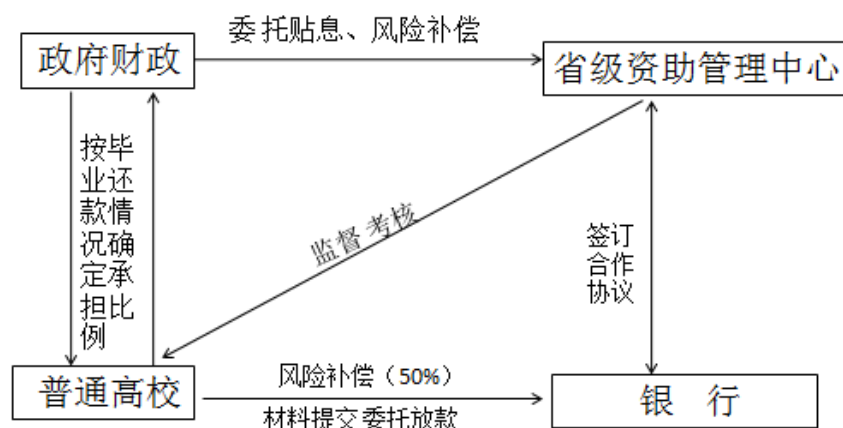 委托贴息、风险补偿
政府财政
省级资助管理中心
按毕
业还
款情
况确
定承
担比
例
监督考核
签订
合作
协议
普通高校
风险补偿（50%）
材料提交委托放款
银 行